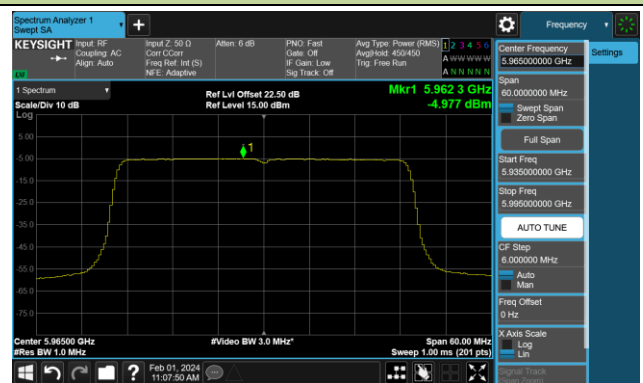 Spectrum Analyzer 1
Swept SA
Frequency
KEYSIGHT
Input: RF
Coupling: AC
Align: Auto
Input Z: 50 Ω
Corr CCorr
Freq Ref: Int (S)
NFE: Adaptive
Atten: 6 dB
PNO: Fast
Gate: Off
IF Gain: Low
Sig Track: Off
Avg Type: Power (RMS)
Avg|Hold: 450/450
Trig: Free Run
1 2 3 4 5 6
A W W W W W
A N N N N N
LW
1 Spectrum
Scale/Div 10 dB
Log
Ref Lvl Offset 22.50 dB
Ref Level 15.00 dBm
Mkr1 5.962 3 GHz
-4.977 dBm
1
5.00
-5.00
-15.0
-25.0
-35.0
-45.0
-55.0
-65.0
-75.0
Center 5.96500 GHz
#Res BW 1.0 MHz
#Video BW 3.0 MHz*
Span 60.00 MHz
Sweep 1.00 ms (201 pts)
Center Frequency
5.965000000 GHz
Settings
Span
60.0000000 MHz
Swept Span
Zero Span
Full Span
Start Freq
5.935000000 GHz
Stop Freq
5.995000000 GHz
AUTO TUNE
CF Step
6.000000 MHz
Auto
Man
Freq Offset
0 Hz
X Axis Scale
Log
Lin
Signal Track
Feb 01, 2024
11:07:50 AM